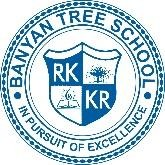 BANYAN TREE SCHOOL
RK
KR
IN PURSUIT OF EXCELLENCE